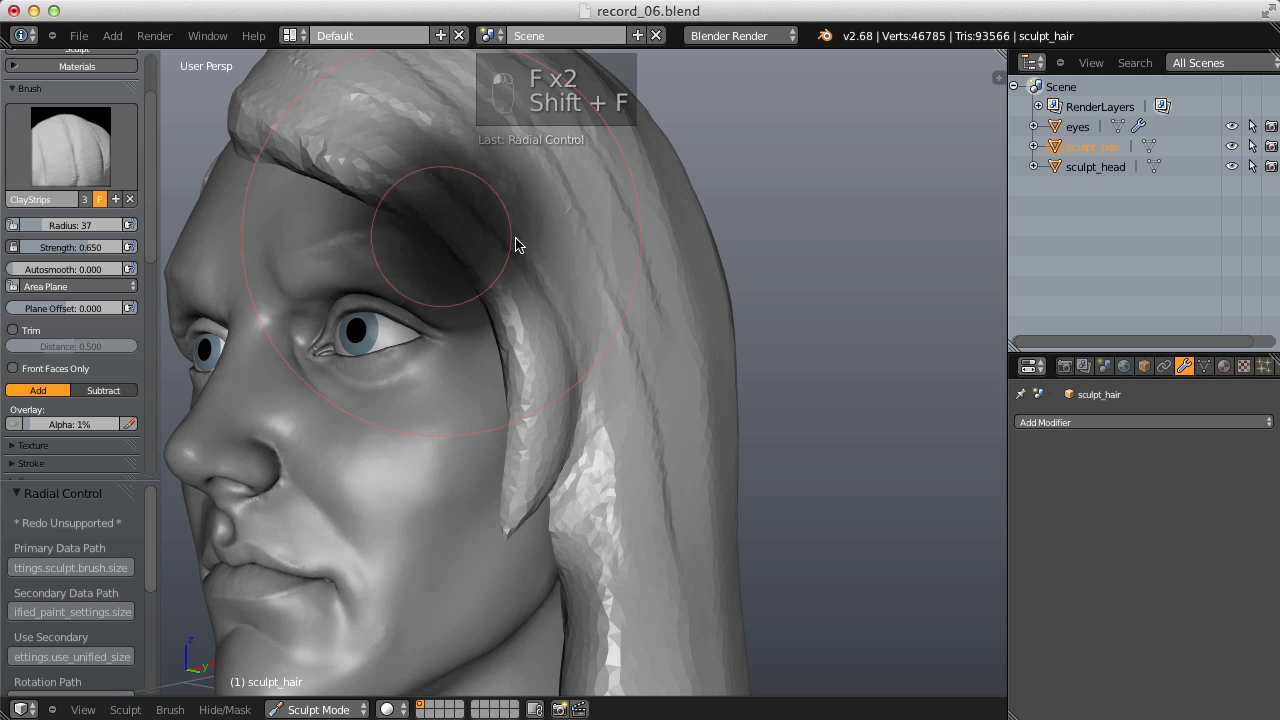 record_06.blend
File Add Render Window Help Default Scene Blender Render v2.68 | Verts:46785 | Tris:93566 | sculpt_hair
Sculpt
Materials
Brush
ClayStrips 3 F
Radius: 37
Strength: 0.650
Autosmooth: 0.000
Area Plane
Plane Offset: 0.000
Trim
Distance: 0.500
Front Faces Only
Add Subtract
Overlay:
Alpha: 1%
Texture
Stroke
Radial Control
* Redo Unsupported *
Primary Data Path
ttings.sculpt.brush.size
Secondary Data Path
ified_paint_settings.size
Use Secondary
ettings.use_unified_size
Rotation Path
User Persp
F x2
Shift + F
Last: Radial Control
z
y
(1) sculpt_hair
View Sculpt Brush Hide/Mask Sculpt Mode
View Search All Scenes
Scene
RenderLayers
eyes
sculpt_hair
sculpt_head
sculpt_hair
Add Modifier